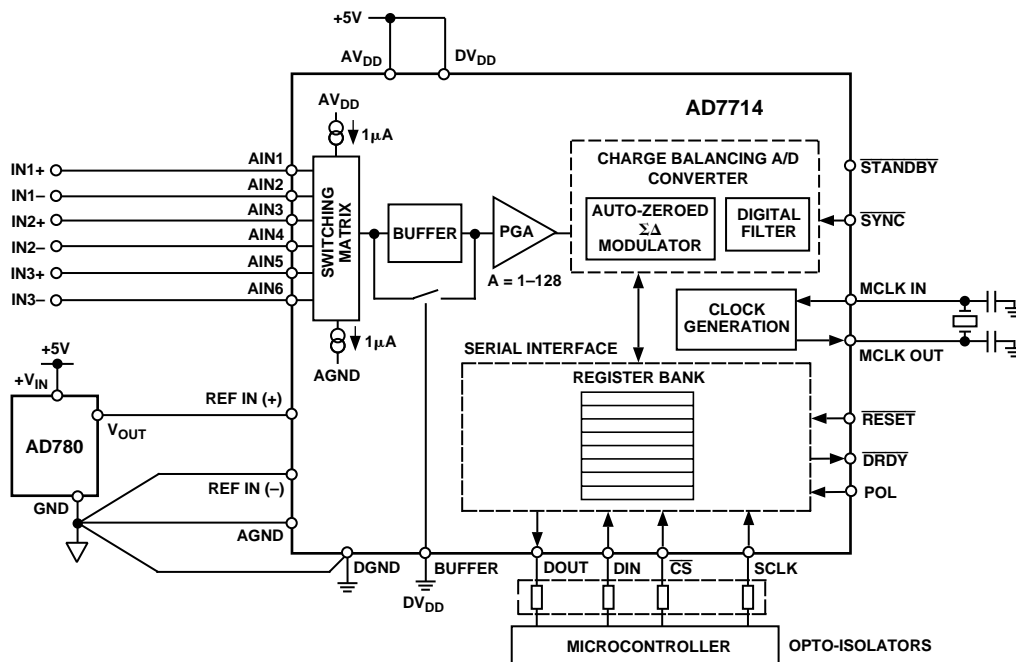 +5V
AVDD
DVDD
AD7714
AVDD
1µA
IN1+
AIN1
IN1–
AIN2
IN2+
AIN3
IN2–
AIN4
IN3+
AIN5
IN3–
AIN6
SWITCHING
MATRIX
BUFFER
PGA
A = 1–128
CHARGE BALANCING A/D
CONVERTER
AUTO-ZEROED
ΣΔ
MODULATOR
DIGITAL
FILTER
STANDBY
SYNC
CLOCK
GENERATION
MCLK IN
MCLK OUT
1µA
AGND
SERIAL INTERFACE
REGISTER BANK
RESET
DRDY
POL
+5V
+VIN
AD780
VOUT
GND
REF IN (+)
REF IN (–)
AGND
DGND
BUFFER
DVDD
DOUT
DIN
CS
SCLK
MICROCONTROLLER
OPTO-ISOLATORS